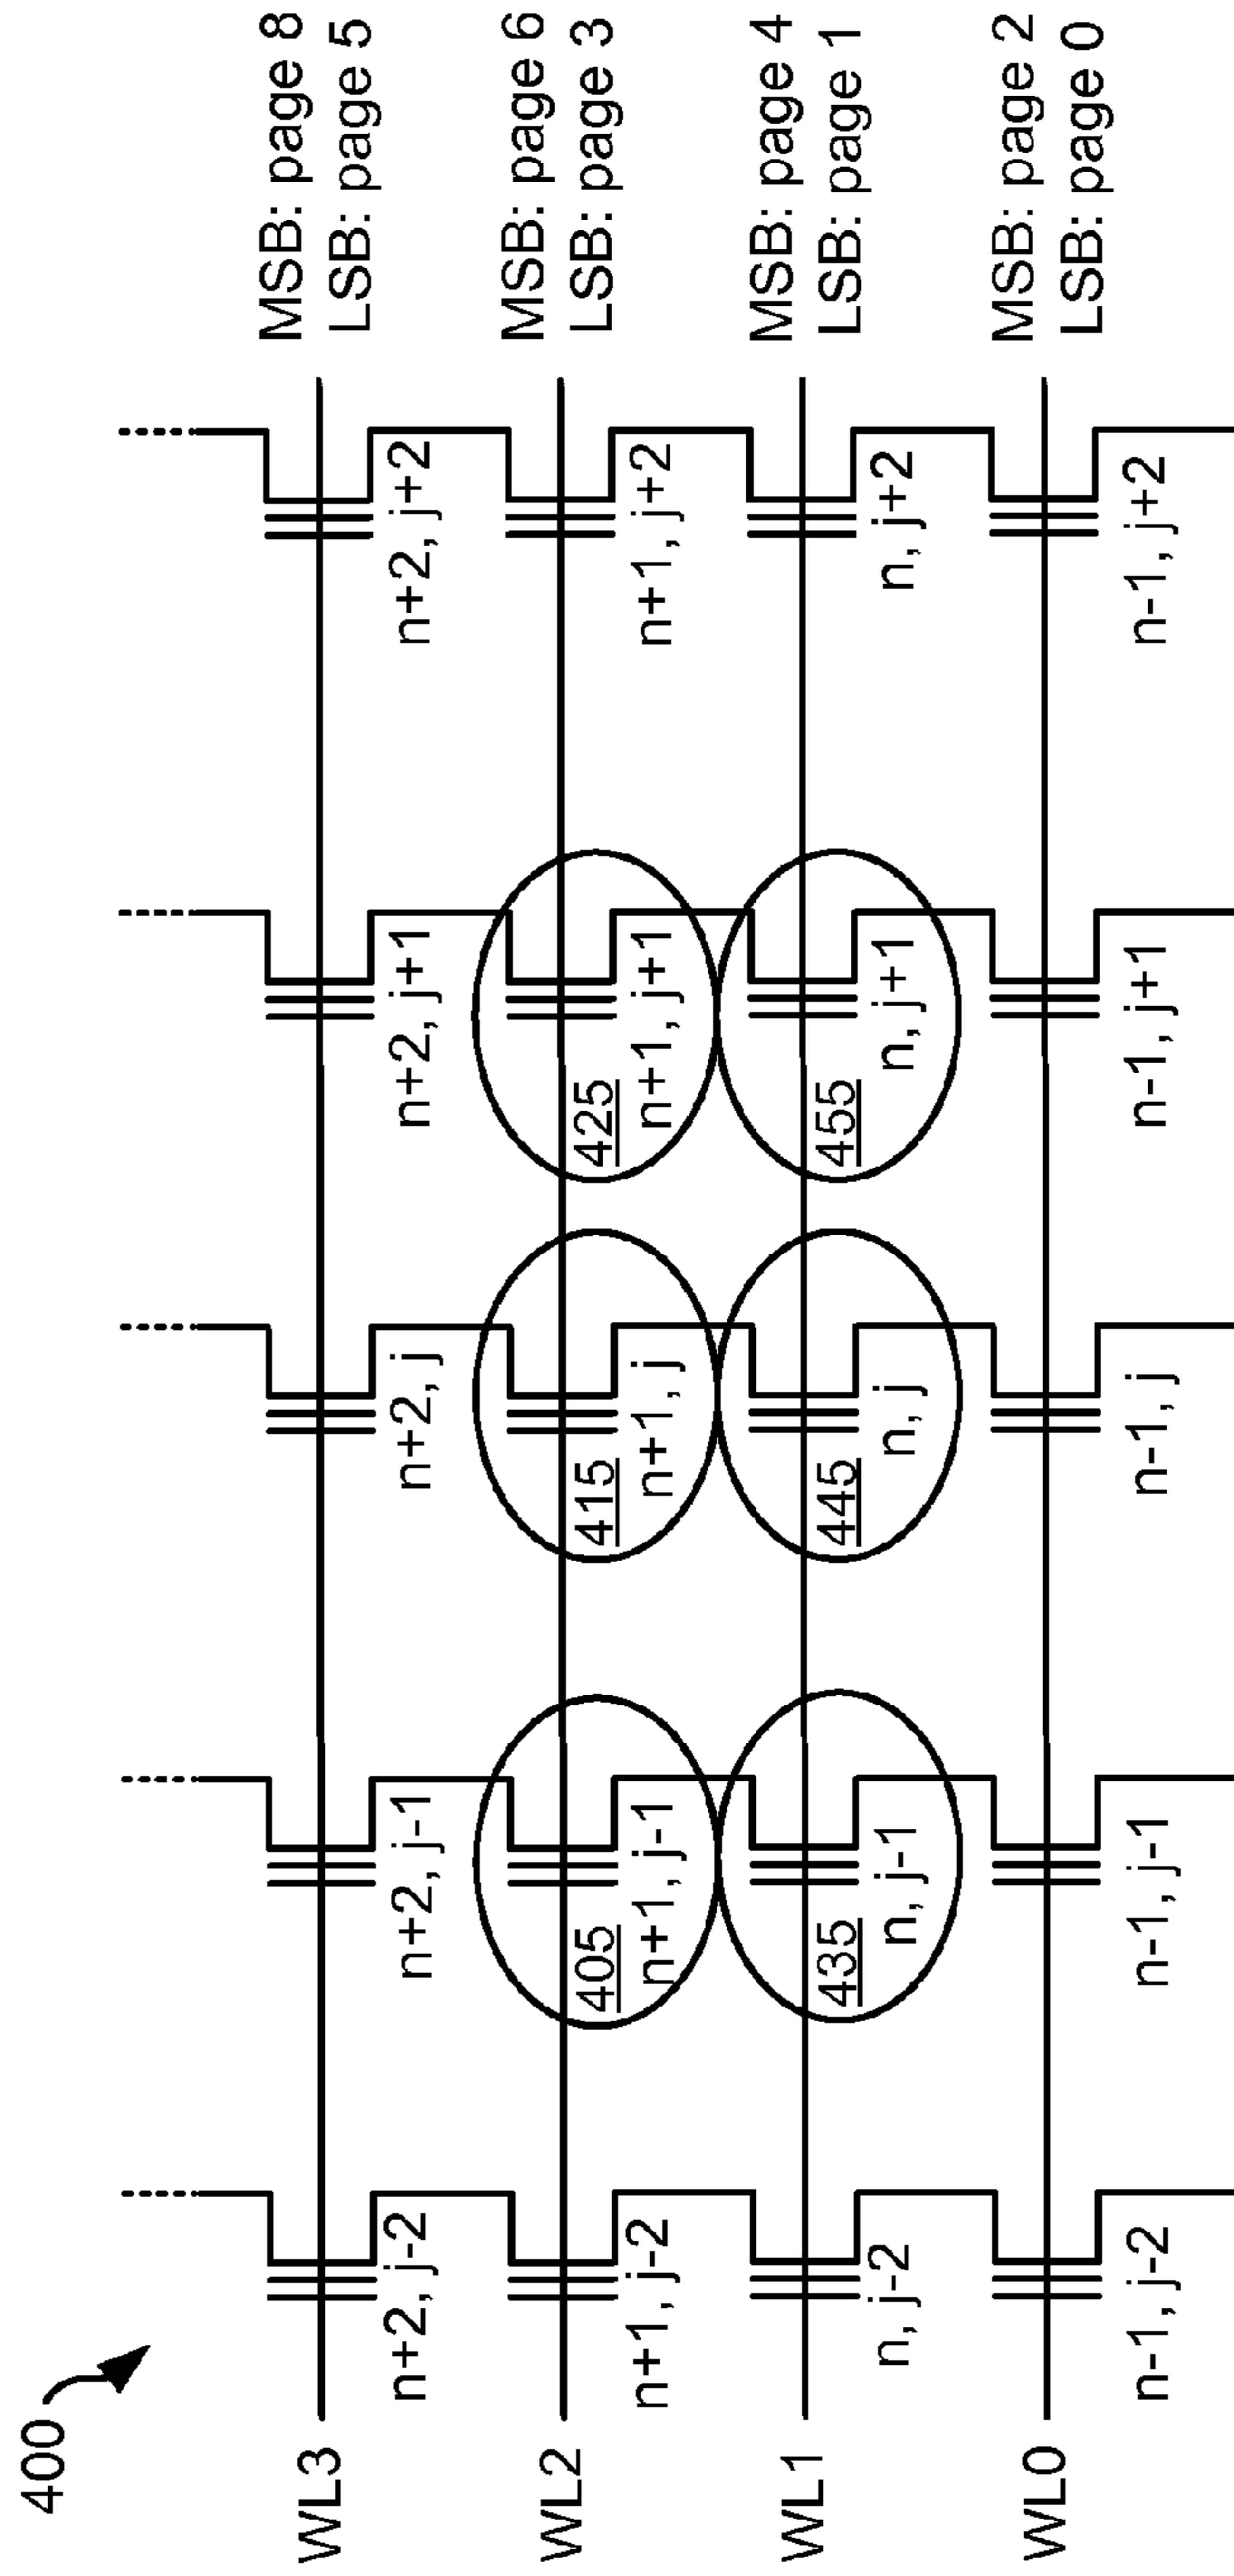 400
WL3
MSB: page 8
LSB: page 5
n+2, j-2
n+2, j-1
n+2, j
n+2, j+1
n+2, j+2
WL2
MSB: page 6
LSB: page 3
405
415
425
n+1, j-2
n+1, j-1
n+1, j
n+1, j+1
n+1, j+2
WL1
MSB: page 4
LSB: page 1
435
445
455
n, j-2
n, j-1
n, j
n, j+1
n, j+2
WL0
MSB: page 2
LSB: page 0
n-1, j-2
n-1, j-1
n-1, j
n-1, j+1
n-1, j+2